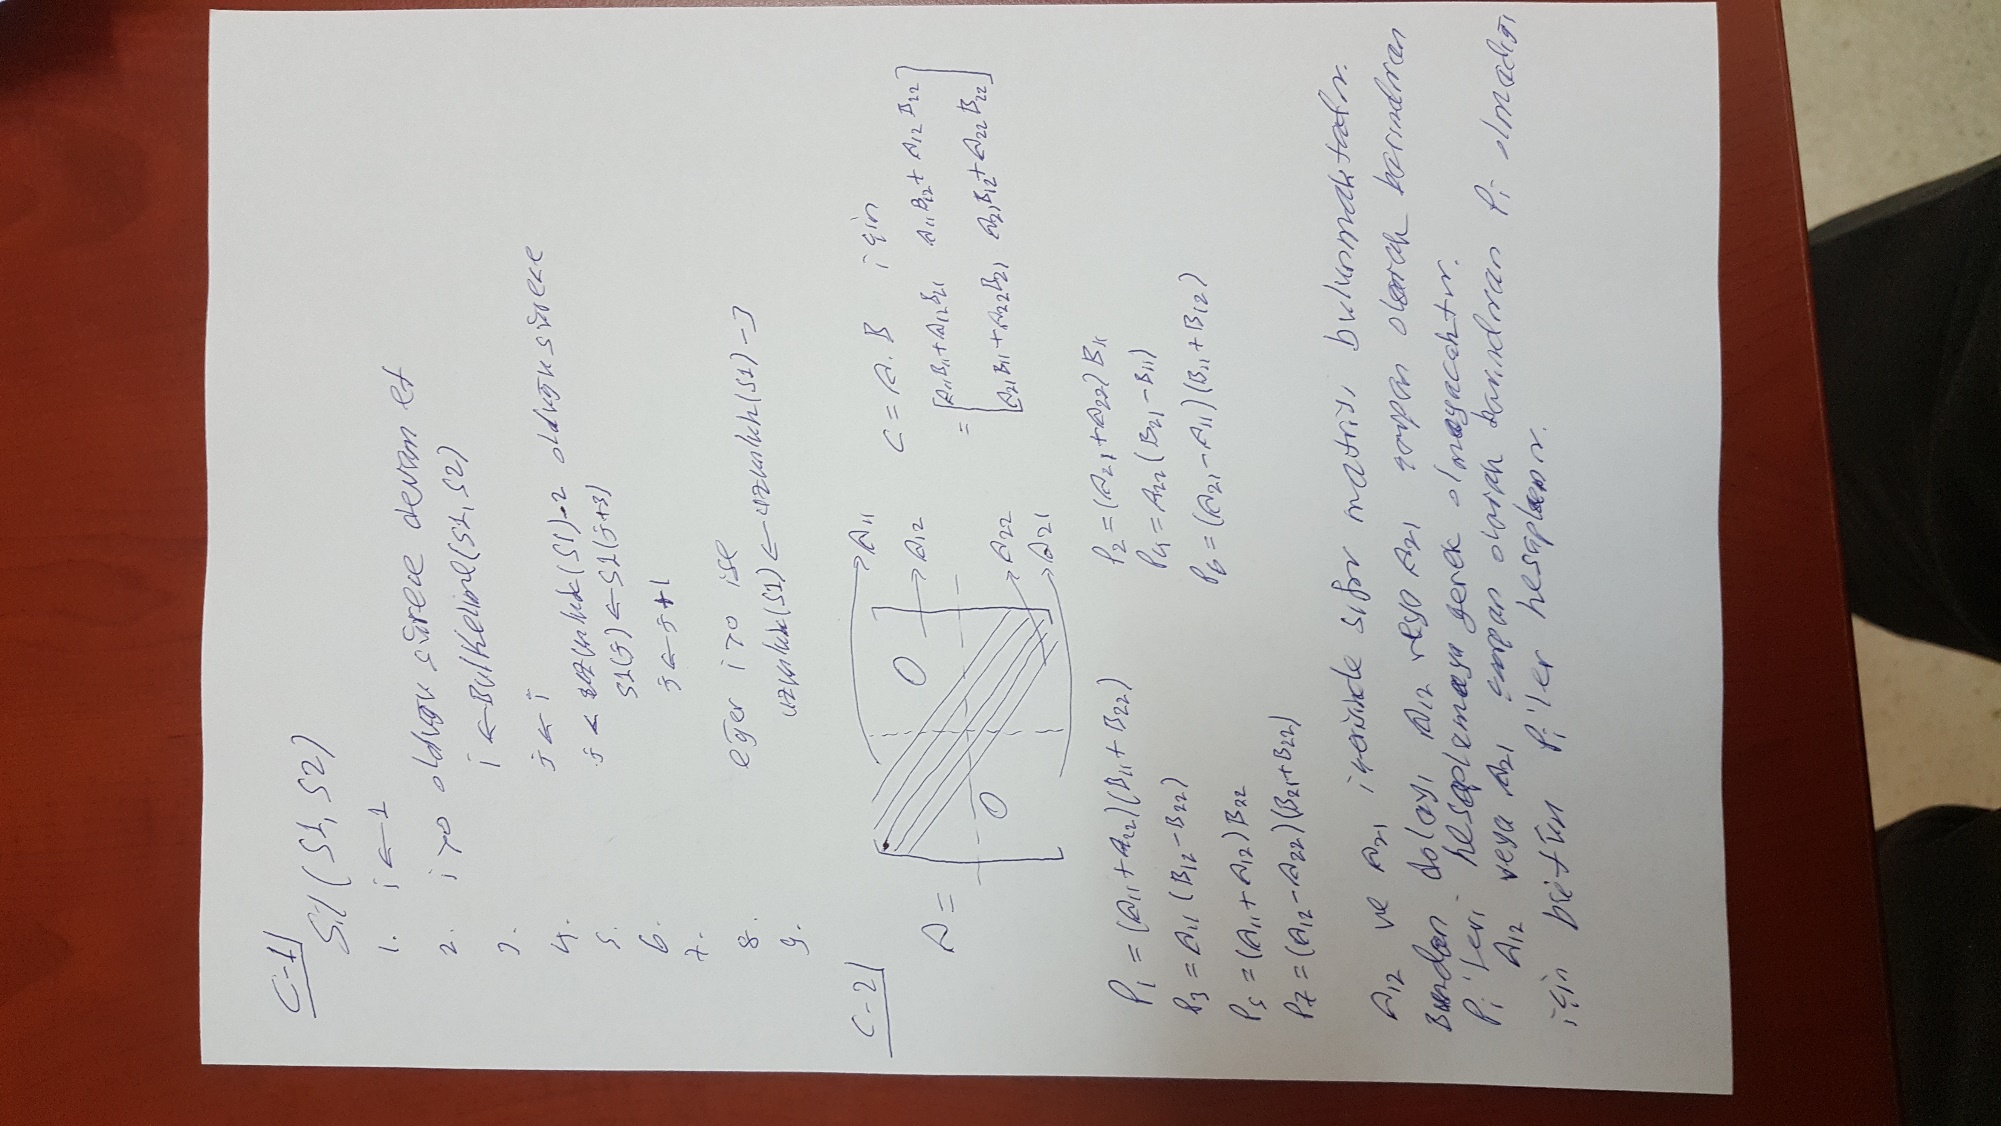 C-1
Sil(S1,S2)
1. i ← 1
2. i>0 olduğu sürece devam et
3. i ← BulKelime(S1,S2)
4. j ← i
5. j < uzunluk(S1)-2 olduğu sürece
6. S1(j) ← S1(j+3)
7. j ← j+1
8. eğer i>0 ise
9. uzunluk(S1) ← uzunluk(S1)-3
C-2
A = 0 0 → A11 → A12 → A22 → A21
C = A.B için
= [A11B11+A12B21 A11B12+A12B22
A21B11+A22B21 A21B12+A22B22]
P1 = (A11+A22)(B11+B22) P2 = (A21+A22)B11
P3 = A11(B12-B22) P4 = A22(B21-B11)
P5 = (A11+A12)B22 P6 = (A21-A11)(B11+B12)
P7 = (A12-A22)(B21+B22)
A12 ve A21 içerisinde sıfır matrisi bulunmaktadır.
Bundan dolayı A12 veya A21 çarpan olarak barındıran
Pi'leri hesaplamaya gerek olmayacaktır.
A12 veya A21 çarpan olarak barındıran Pi olmadığı
için bütün Pi'ler hesaplanır.